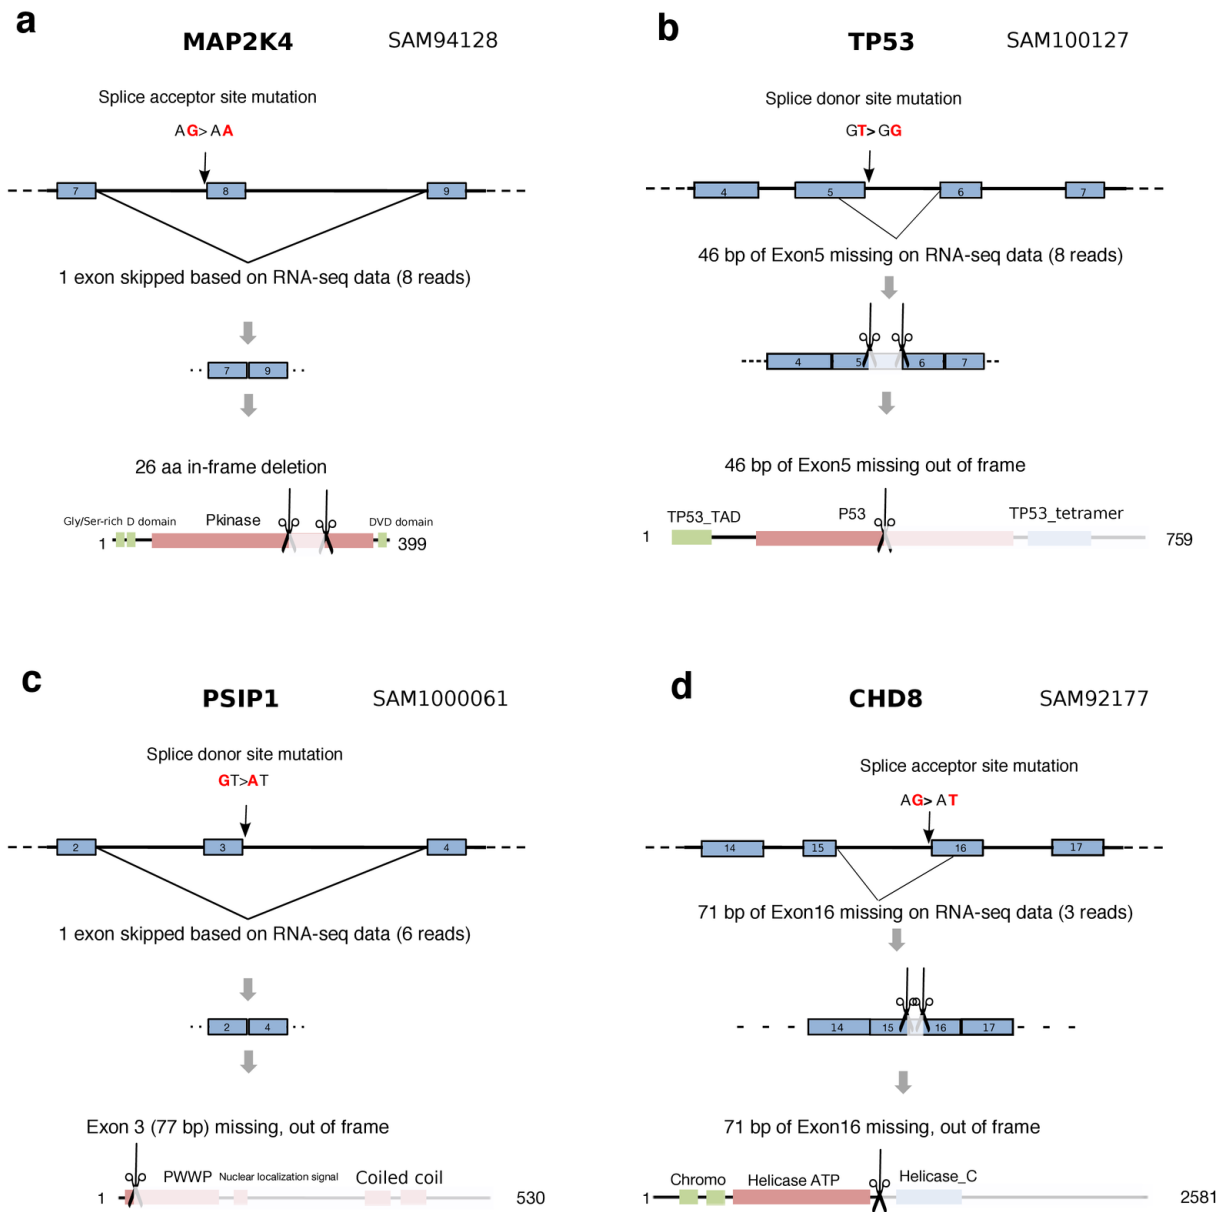 a
MAP2K4 SAM94128
Splice acceptor site mutation
AG>AA
7 8 9
1 exon skipped based on RNA-seq data (8 reads)
7 9
26 aa in-frame deletion
Gly/Ser-rich D domain Pkinase DVD domain
1 399
b
TP53 SAM100127
Splice donor site mutation
GT>GG
4 5 6 7
46 bp of Exon5 missing on RNA-seq data (8 reads)
4 5 6 7
46 bp of Exon5 missing out of frame
TP53_TAD P53 TP53_tetramer
1 759
c
PSIP1 SAM1000061
Splice donor site mutation
GT>AT
2 3 4
1 exon skipped based on RNA-seq data (6 reads)
2 4
Exon 3 (77 bp) missing, out of frame
PWWP Nuclear localization signal Coiled coil
1 530
d
CHD8 SAM92177
Splice acceptor site mutation
AG>AT
14 15 16 17
71 bp of Exon16 missing on RNA-seq data (3 reads)
14 15 16 17
71 bp of Exon16 missing, out of frame
Chromo Helicase ATP Helicase_C
1 2581